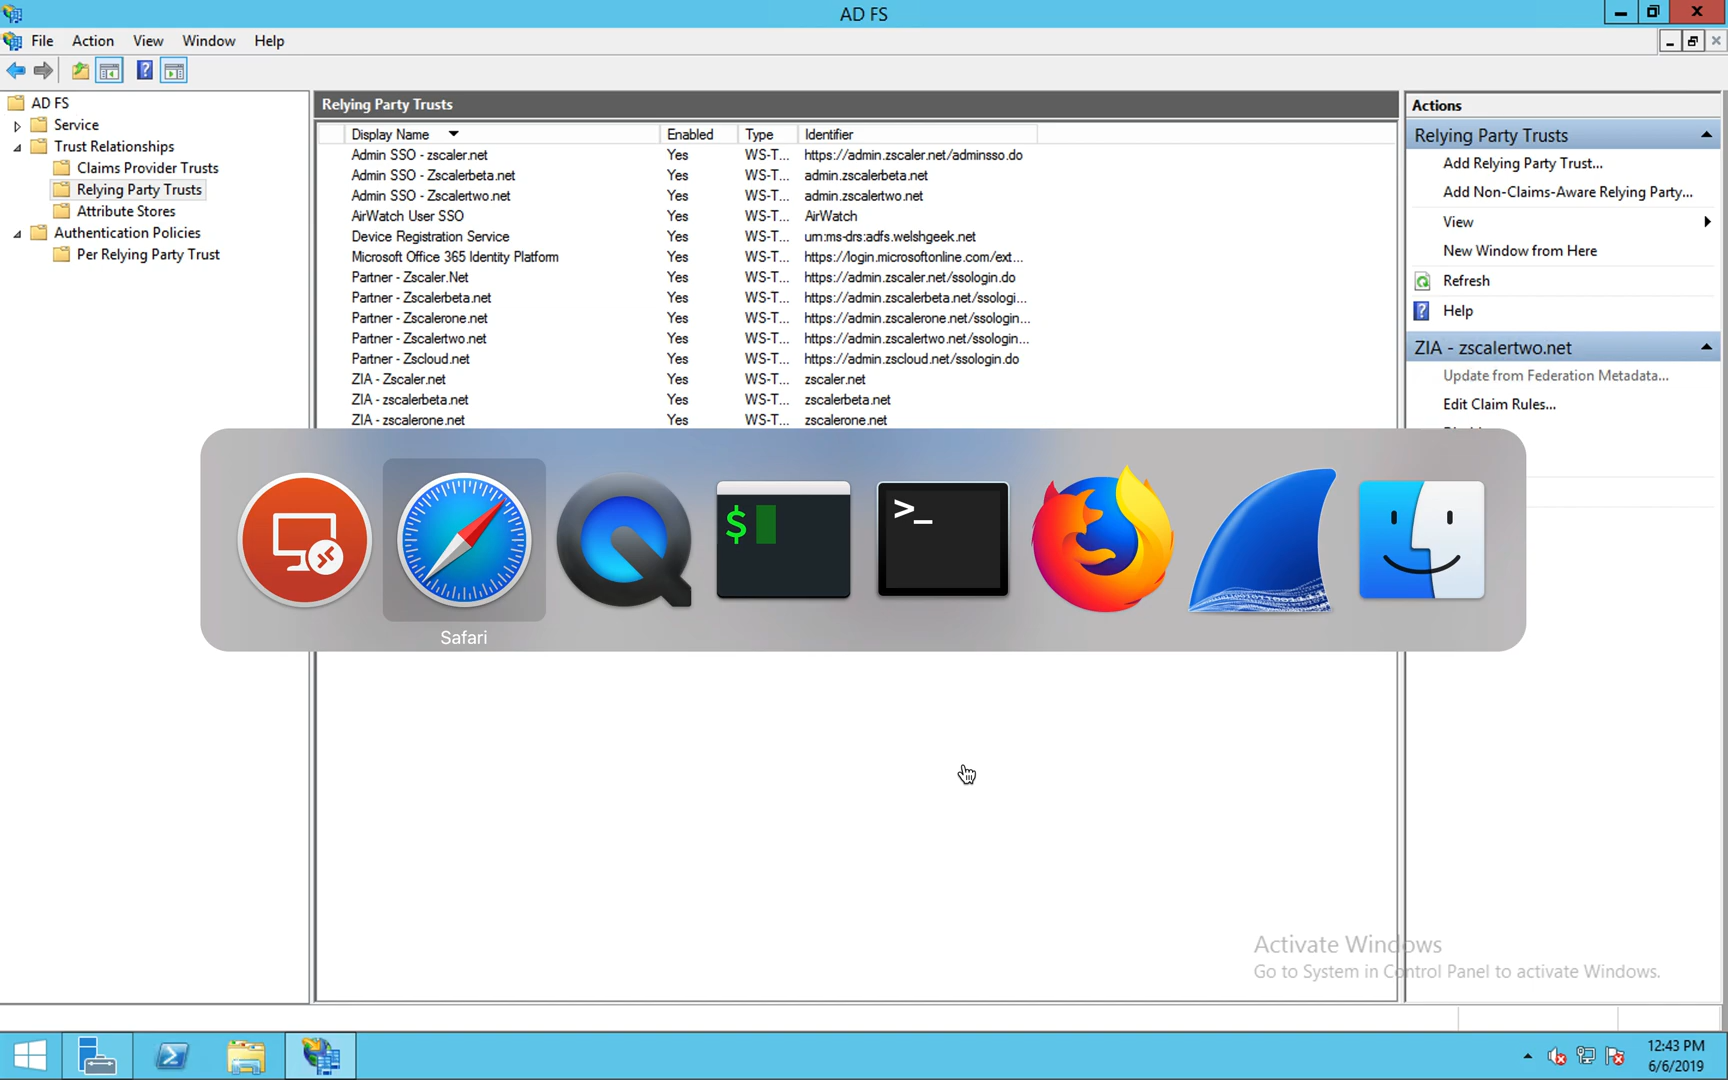 AD FS
File Action View Window Help
AD FS
Service
Trust Relationships
Claims Provider Trusts
Relying Party Trusts
Attribute Stores
Authentication Policies
Per Relying Party Trust
Relying Party Trusts
Display Name Enabled Type Identifier
Admin SSO - zscaler.net Yes WS-T... https://admin.zscaler.net/adminsso.do
Admin SSO - Zscalerbeta.net Yes WS-T... admin.zscalerbeta.net
Admin SSO - Zscalertwo.net Yes WS-T... admin.zscalertwo.net
AirWatch User SSO Yes WS-T... AirWatch
Device Registration Service Yes WS-T... urn:ms-drs:adfs.welshgeek.net
Microsoft Office 365 Identity Platform Yes WS-T... https://login.microsoftonline.com/ext...
Partner - Zscaler.Net Yes WS-T... https://admin.zscaler.net/ssologin.do
Partner - Zscalerbeta.net Yes WS-T... https://admin.zscalerbeta.net/ssologi...
Partner - Zscalerone.net Yes WS-T... https://admin.zscalerone.net/ssologin...
Partner - Zscalertwo.net Yes WS-T... https://admin.zscalertwo.net/ssologin...
Partner - Zscloud.net Yes WS-T... https://admin.zscloud.net/ssologin.do
ZIA - Zscaler.net Yes WS-T... zscaler.net
ZIA - zscalerbeta.net Yes WS-T... zscalerbeta.net
ZIA - zscalerone.net Yes WS-T... zscalerone.net
Actions
Relying Party Trusts
Add Relying Party Trust...
Add Non-Claims-Aware Relying Party...
View
New Window from Here
Refresh
Help
ZIA - zscalertwo.net
Update from Federation Metadata...
Edit Claim Rules...
$
>_
Safari
Activate Windows
Go to System in Control Panel to activate Windows.
12:43 PM
6/6/2019